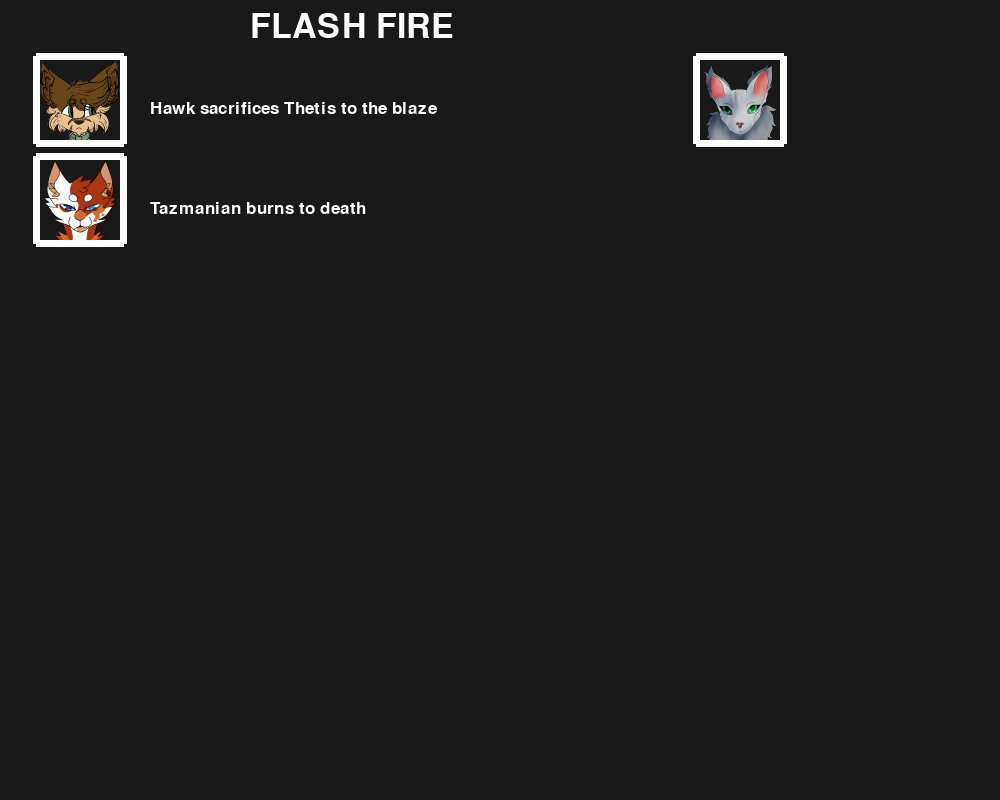 FLASH FIRE
Hawk sacrifices Thetis to the blaze
Tazmanian burns to death